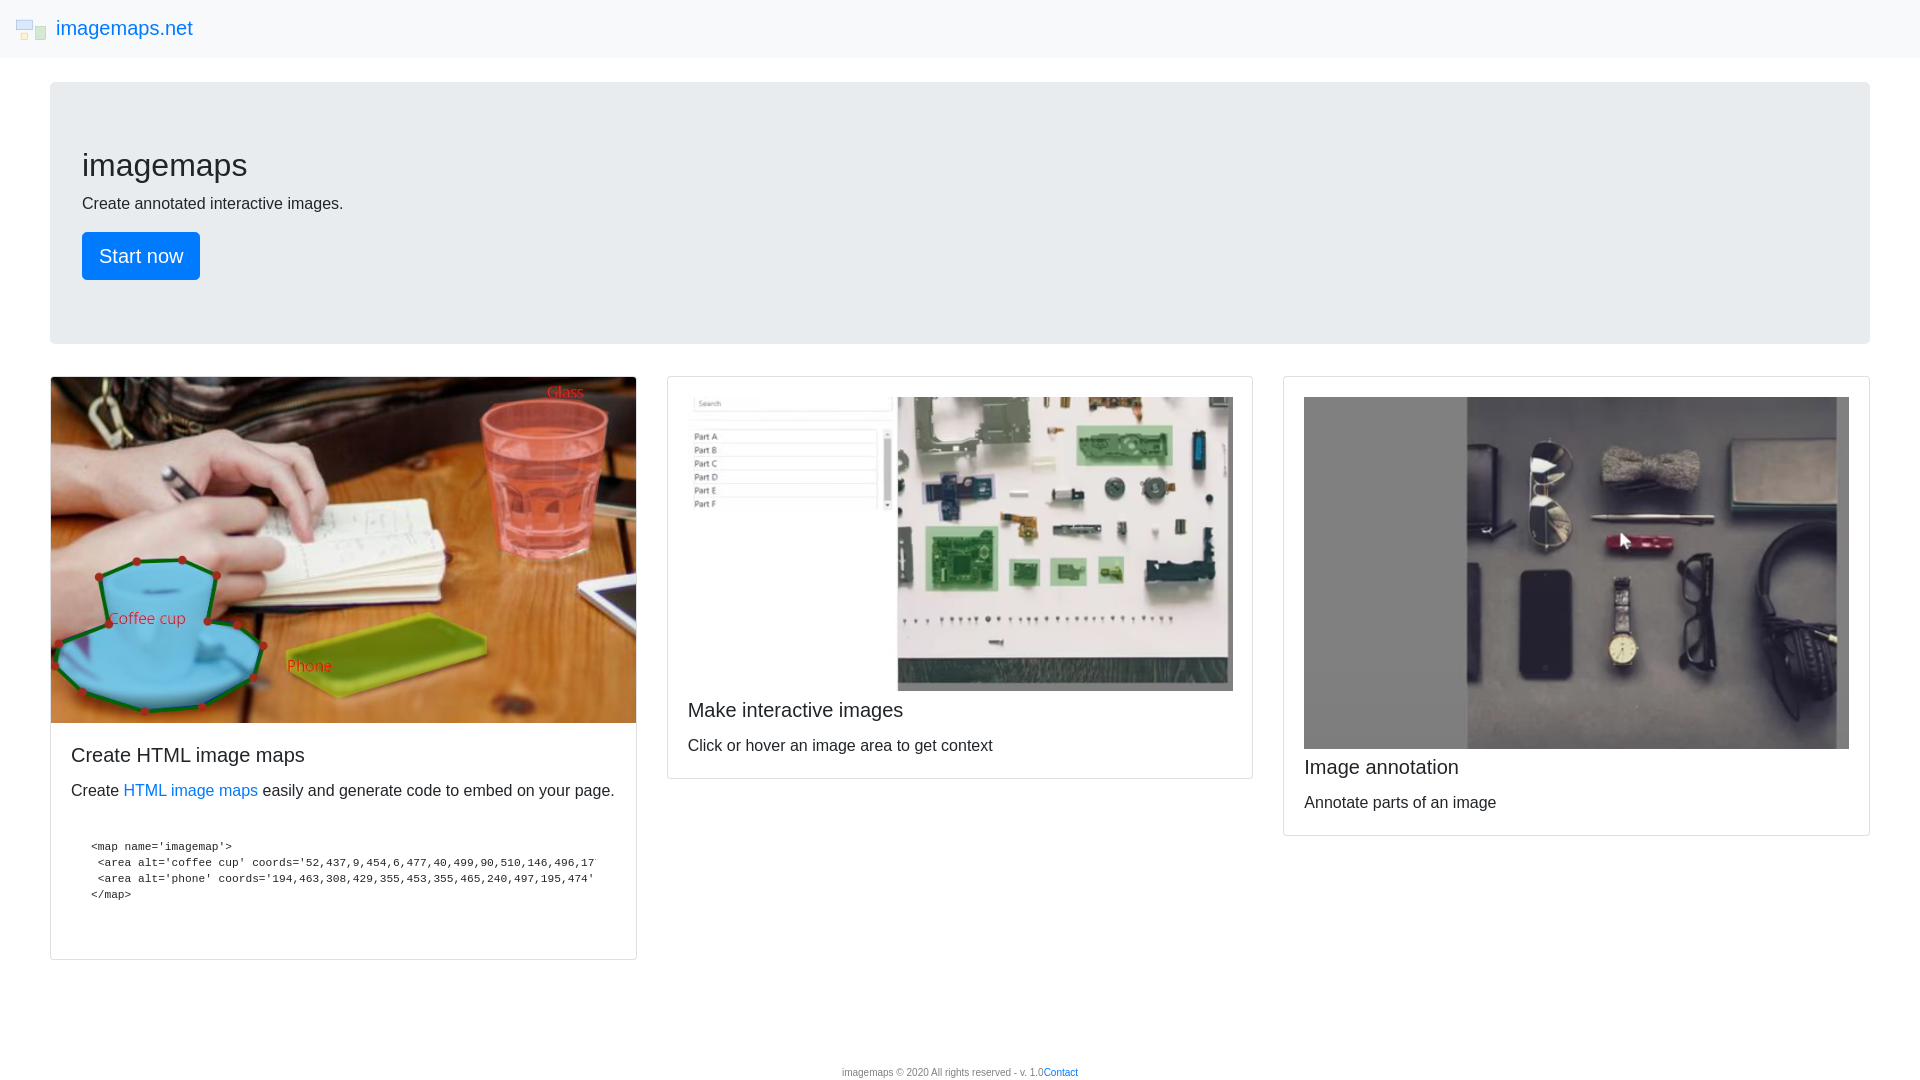 imagemaps.net
imagemaps
Create annotated interactive images.
Start now
Glass
Coffee cup
Phone
Create HTML image maps
Create HTML image maps easily and generate code to embed on your page.
<map name='imagemap'>
<area alt='coffee cup' coords='52,437,9,454,6,477,40,499,90,510,146,496,17
<area alt='phone' coords='194,463,308,429,355,453,355,465,240,497,195,474'
</map>
Search
Part A
Part B
Part C
Part D
Part E
Part F
Make interactive images
Click or hover an image area to get context
Image annotation
Annotate parts of an image
imagemaps © 2020 All rights reserved - v. 1.0Contact